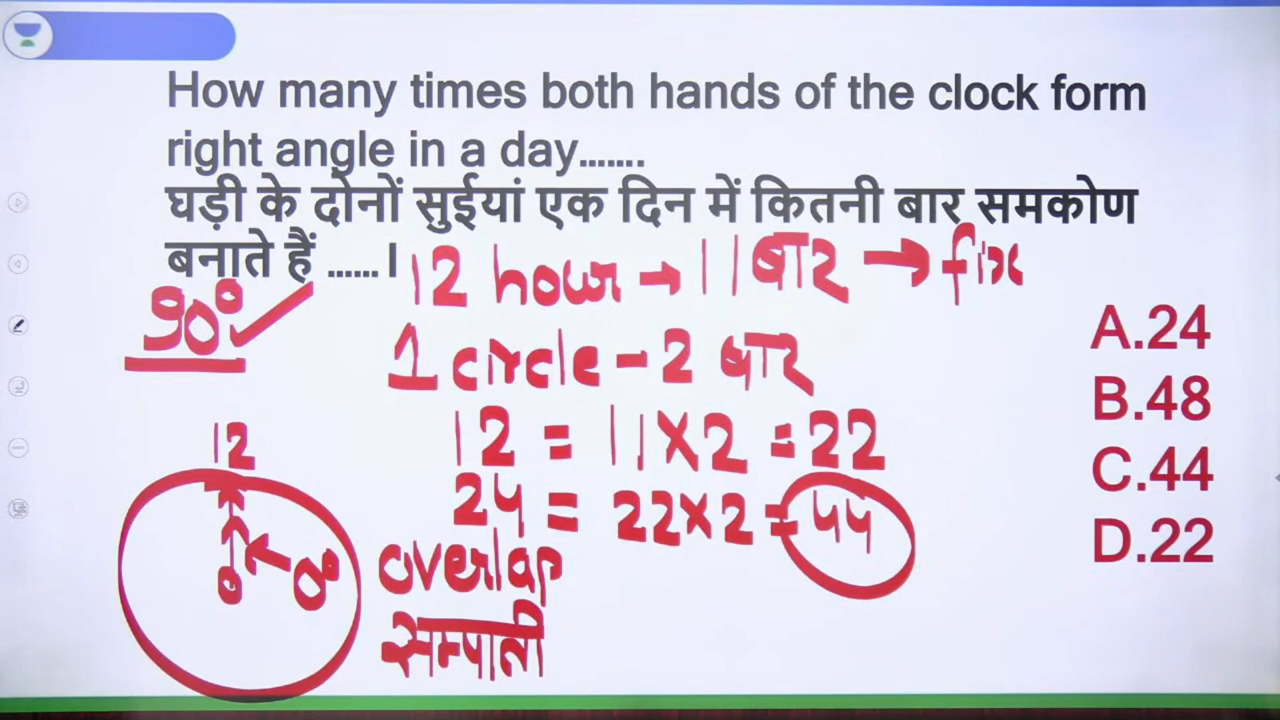 How many times both hands of the clock form
right angle in a day.......
घड़ी के दोनों सुईयां एक दिन में कितनी बार समकोण
बनाते हैं ......।
12 hour → 11 बार → fix
90°
1 circle - 2 बार
12 = 11×2 = 22
24 = 22×2 = 44
12
overlap
सम्पाती
A.24
B.48
C.44
D.22